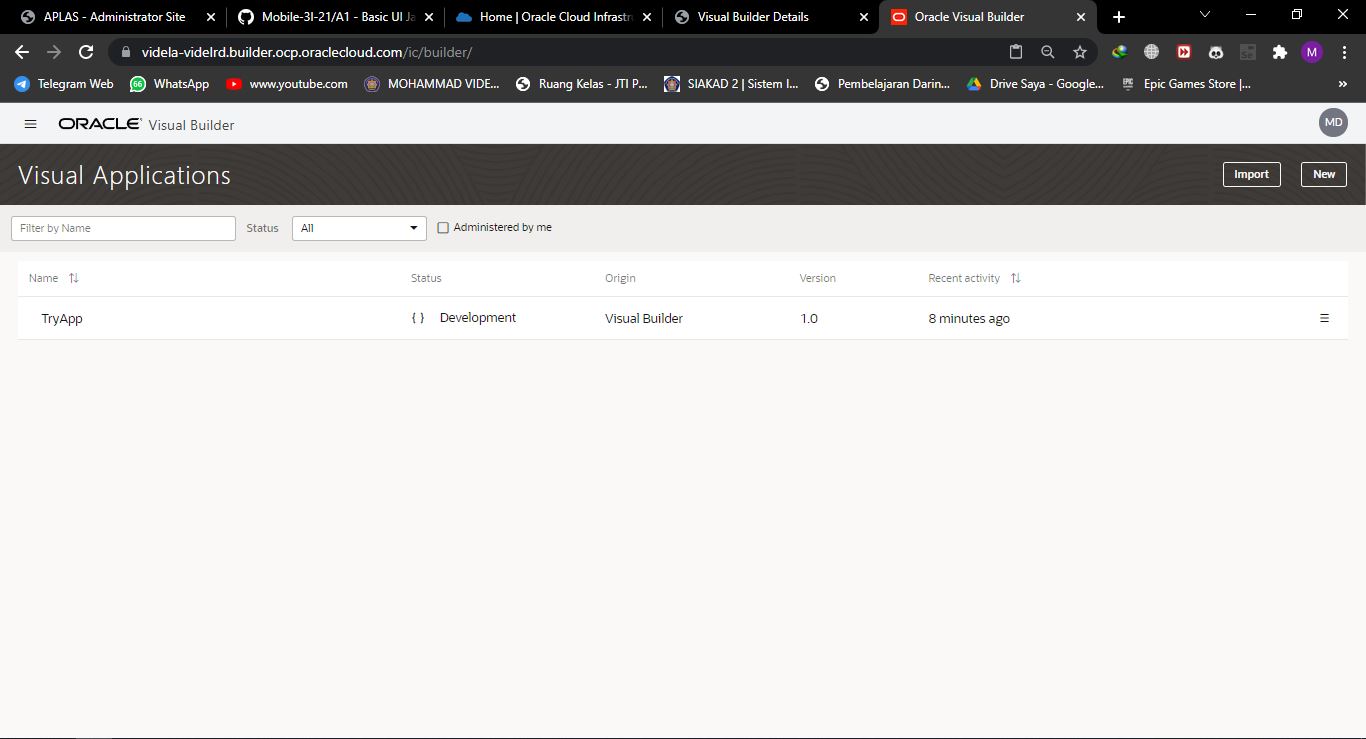 APLAS - Administrator Site
Mobile-3I-21/A1 - Basic UI Ja
Home | Oracle Cloud Infrastru
Visual Builder Details
Oracle Visual Builder
videla-videlrd.builder.ocp.oraclecloud.com/ic/builder/
M
Telegram Web
66 WhatsApp
www.youtube.com
MOHAMMAD VIDE...
Ruang Kelas - JTI P...
SIAKAD 2 | Sistem I...
Pembelajaran Darin...
Drive Saya - Google...
EPIC Epic Games Store |...
»
ORACLE Visual Builder
MD
Visual Applications
Import
New
Filter by Name
Status
All
Administered by me
Name Status Origin Version Recent activity
TryApp { } Development Visual Builder 1.0 8 minutes ago